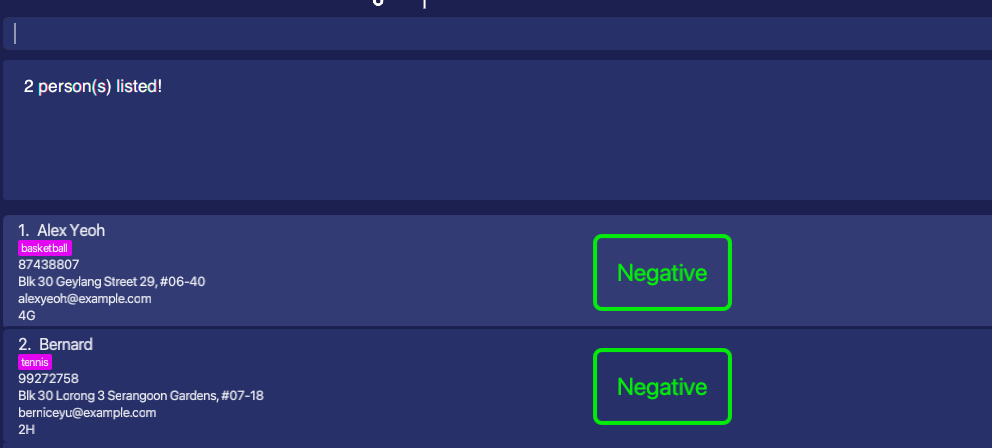 2 person(s) listed!
1. Alex Yeoh
basketball
87438807
Blk 30 Geylang Street 29, #06-40
alexyeoh@example.com
4G
Negative
2. Bernard
tennis
99272758
Blk 30 Lorong 3 Serangoon Gardens, #07-18
berniceyu@example.com
2H
Negative